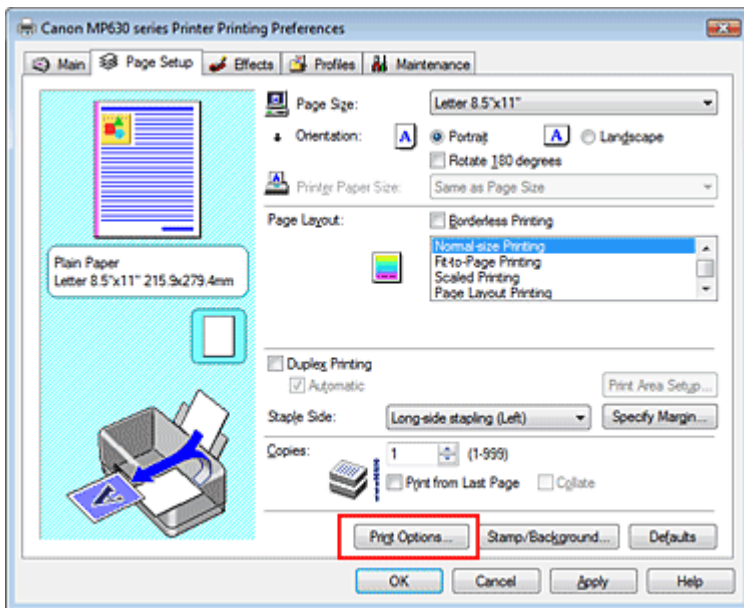 Canon MP630 series Printer Printing Preferences
Main Page Setup Effects Profiles Maintenance
Page Size: Letter 8.5"x11"
Orientation: A Portrait A Landscape
Rotate 180 degrees
Printer Paper Size: Same as Page Size
Page Layout: Borderless Printing
Normal-size Printing
Fit-to-Page Printing
Scaled Printing
Page Layout Printing
Plain Paper
Letter 8.5"x11" 215.9x279.4mm
Duplex Printing
Automatic
Print Area Setup...
Staple Side: Long-side stapling (Left) Specify Margin...
Copies: 1 (1-999)
Print from Last Page Collate
Print Options... Stamp/Background... Defaults
OK Cancel Apply Help